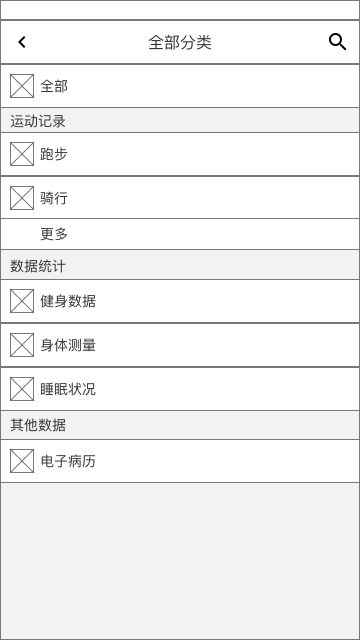 全部分类
全部
运动记录
跑步
骑行
更多
数据统计
健身数据
身体测量
睡眠状况
其他数据
电子病历